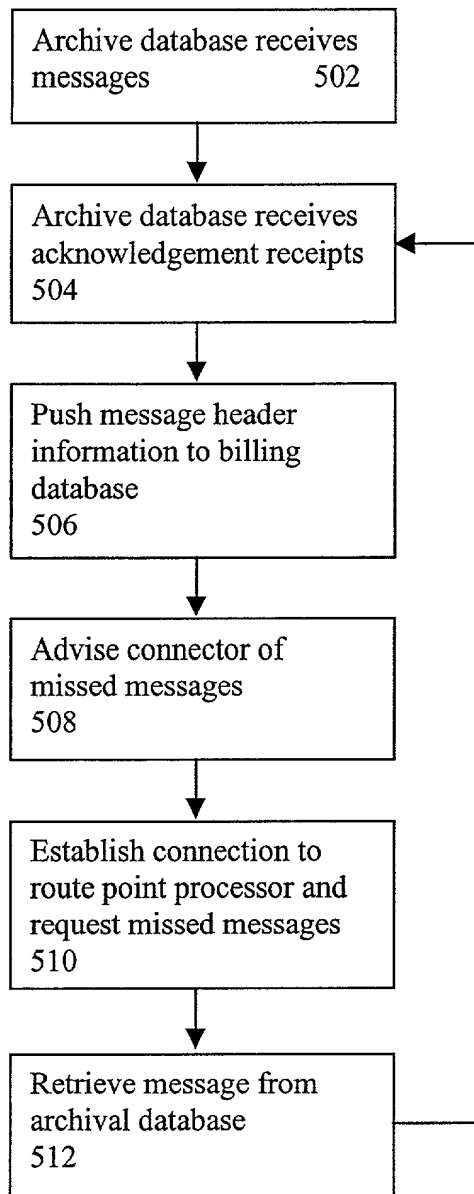 Archive database receives
messages 502
Archive database receives
acknowledgement receipts
504
Push message header
information to billing
database
506
Advise connector of
missed messages
508
Establish connection to
route point processor and
request missed messages
510
Retrieve message from
archival database
512